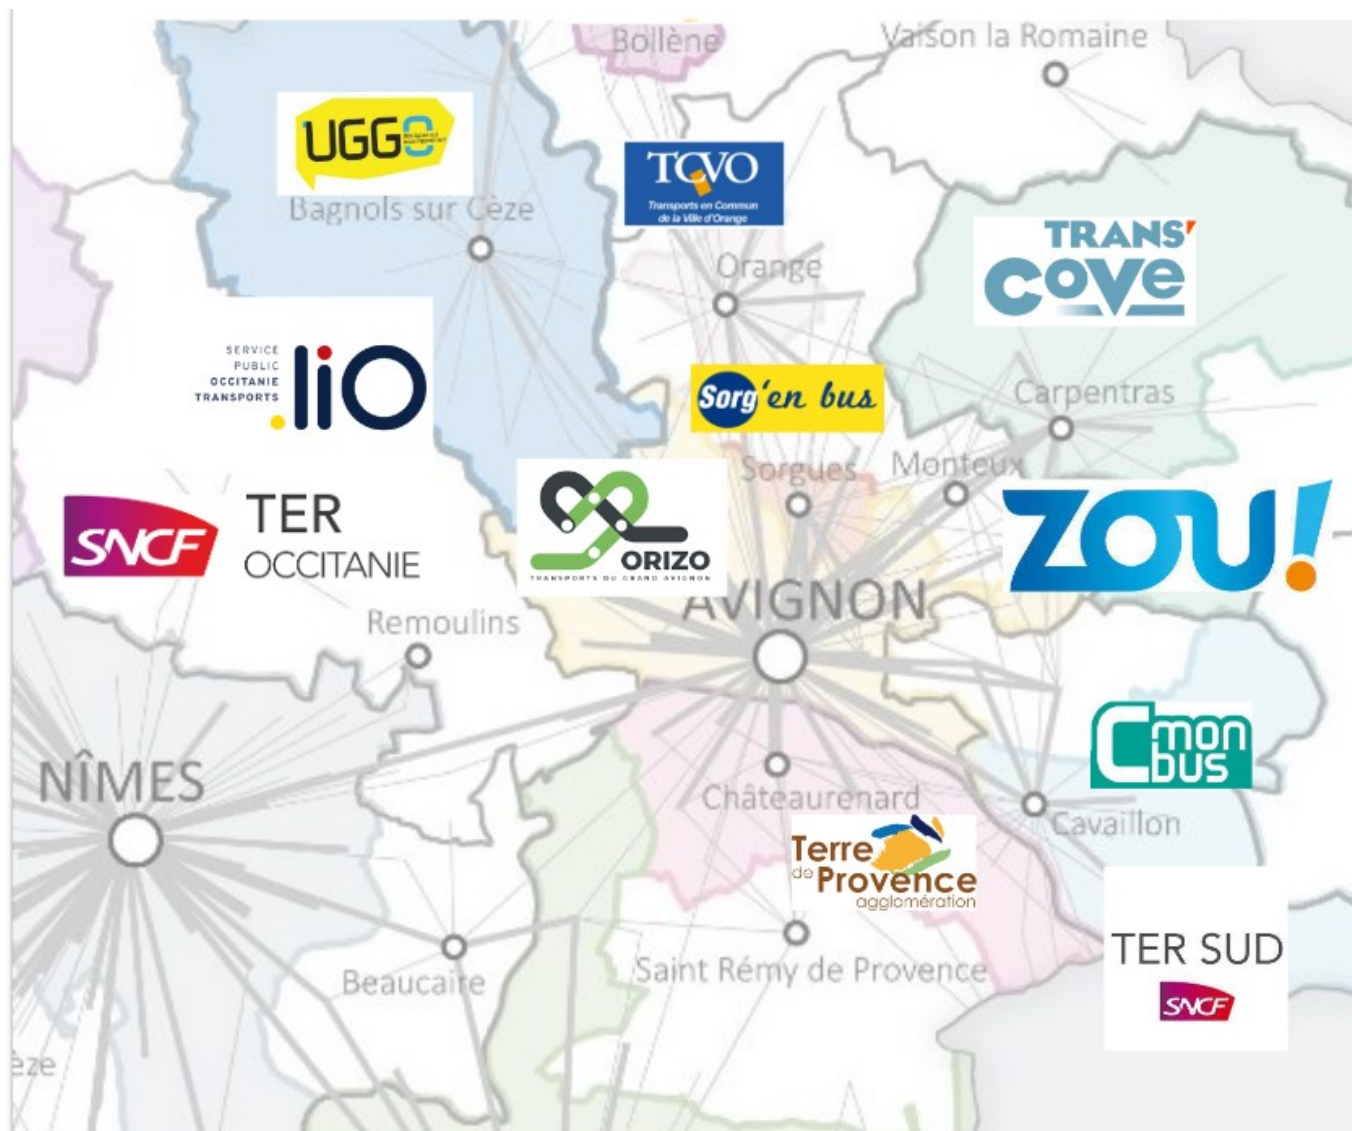 Bollène
Vaison la Romaine
UGGO
Bagnols sur Cèze
TCVO
Transports en Commun
de la Ville d'Orange
Orange
TRANS'
COVE
SERVICE
PUBLIC
OCCITANIE
TRANSPORTS
.liO
Sorg'en bus
Carpentras
Sorgues
Monteux
SNCF
TER
OCCITANIE
ORIZO
TRANSPORTS DU GRAND AVIGNON
ZOU!
AVIGNON
Remoulins
NÎMES
Cmon
bus
Châteaurenard
Cavaillon
Terre
de Provence
agglomération
TER SUD
SNCF
Beaucaire
Saint Rémy de Provence
èze